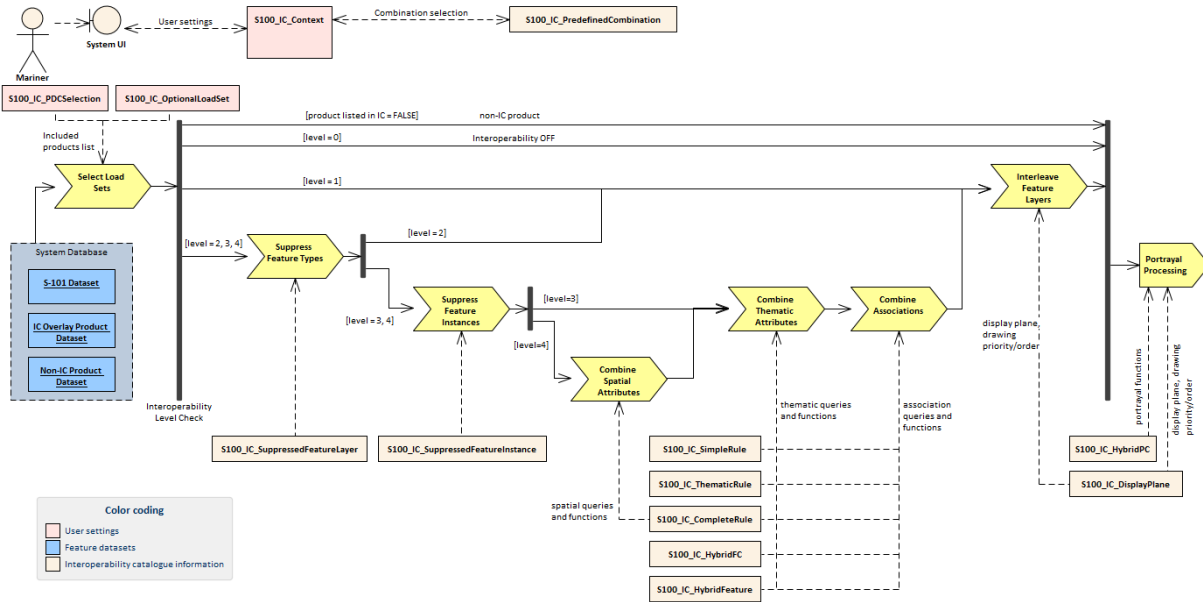 S100_IC_Context
User settings
Combination selection
S100_IC_PredefinedCombination
System UI
Mariner
S100_IC_PDCSelection
S100_IC_OptionalLoadSet
Included
products list
[product listed in IC = FALSE]
non-IC product
[level = 0]
Interoperability OFF
Select Load
Sets
[level = 1]
Interleave
Feature
Layers
[level = 2, 3, 4]
Suppress
Feature Types
[level = 2]
System Database
S-101 Dataset
IC Overlay Product
Dataset
Non-IC Product
Dataset
Portrayal
Processing
Suppress
Feature
Instances
[level = 3, 4]
[level=3]
[level=4]
Combine
Thematic
Attributes
Combine
Associations
Combine
Spatial
Attributes
display plane,
drawing
priority/order
portrayal functions
display plane, drawing
priority/order
Interoperability
Level Check
thematic queries
and functions
association
queries and
functions
S100_IC_SuppressedFeatureLayer
S100_IC_SuppressedFeatureInstance
S100_IC_SimpleRule
S100_IC_HybridPC
S100_IC_ThematicRule
S100_IC_DisplayPlane
spatial queries
and functions
S100_IC_CompleteRule
S100_IC_HybridFC
S100_IC_HybridFeature
Color coding
User settings
Feature datasets
Interoperability catalogue information